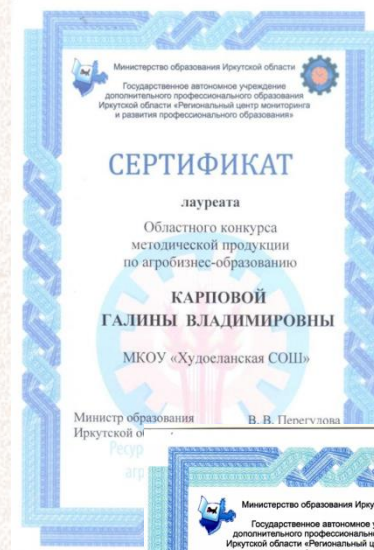 Министерство образования Иркутской области
Государственное автономное учреждение
дополнительного профессионального образования
Иркутской области «Региональный центр мониторинга
и развития профессионального образования»
СЕРТИФИКАТ
лауреата
Областного конкурса
методической продукции
по агробизнес-образованию
КАРПОВОЙ
ГАЛИНЫ ВЛАДИМИРОВНЫ
МКОУ «Худоеланская СОШ»
Министр образования В. В. Перегудова
Иркутской
Министерство образования
Государственное автономное
дополнительного
Иркутской области «Региональный